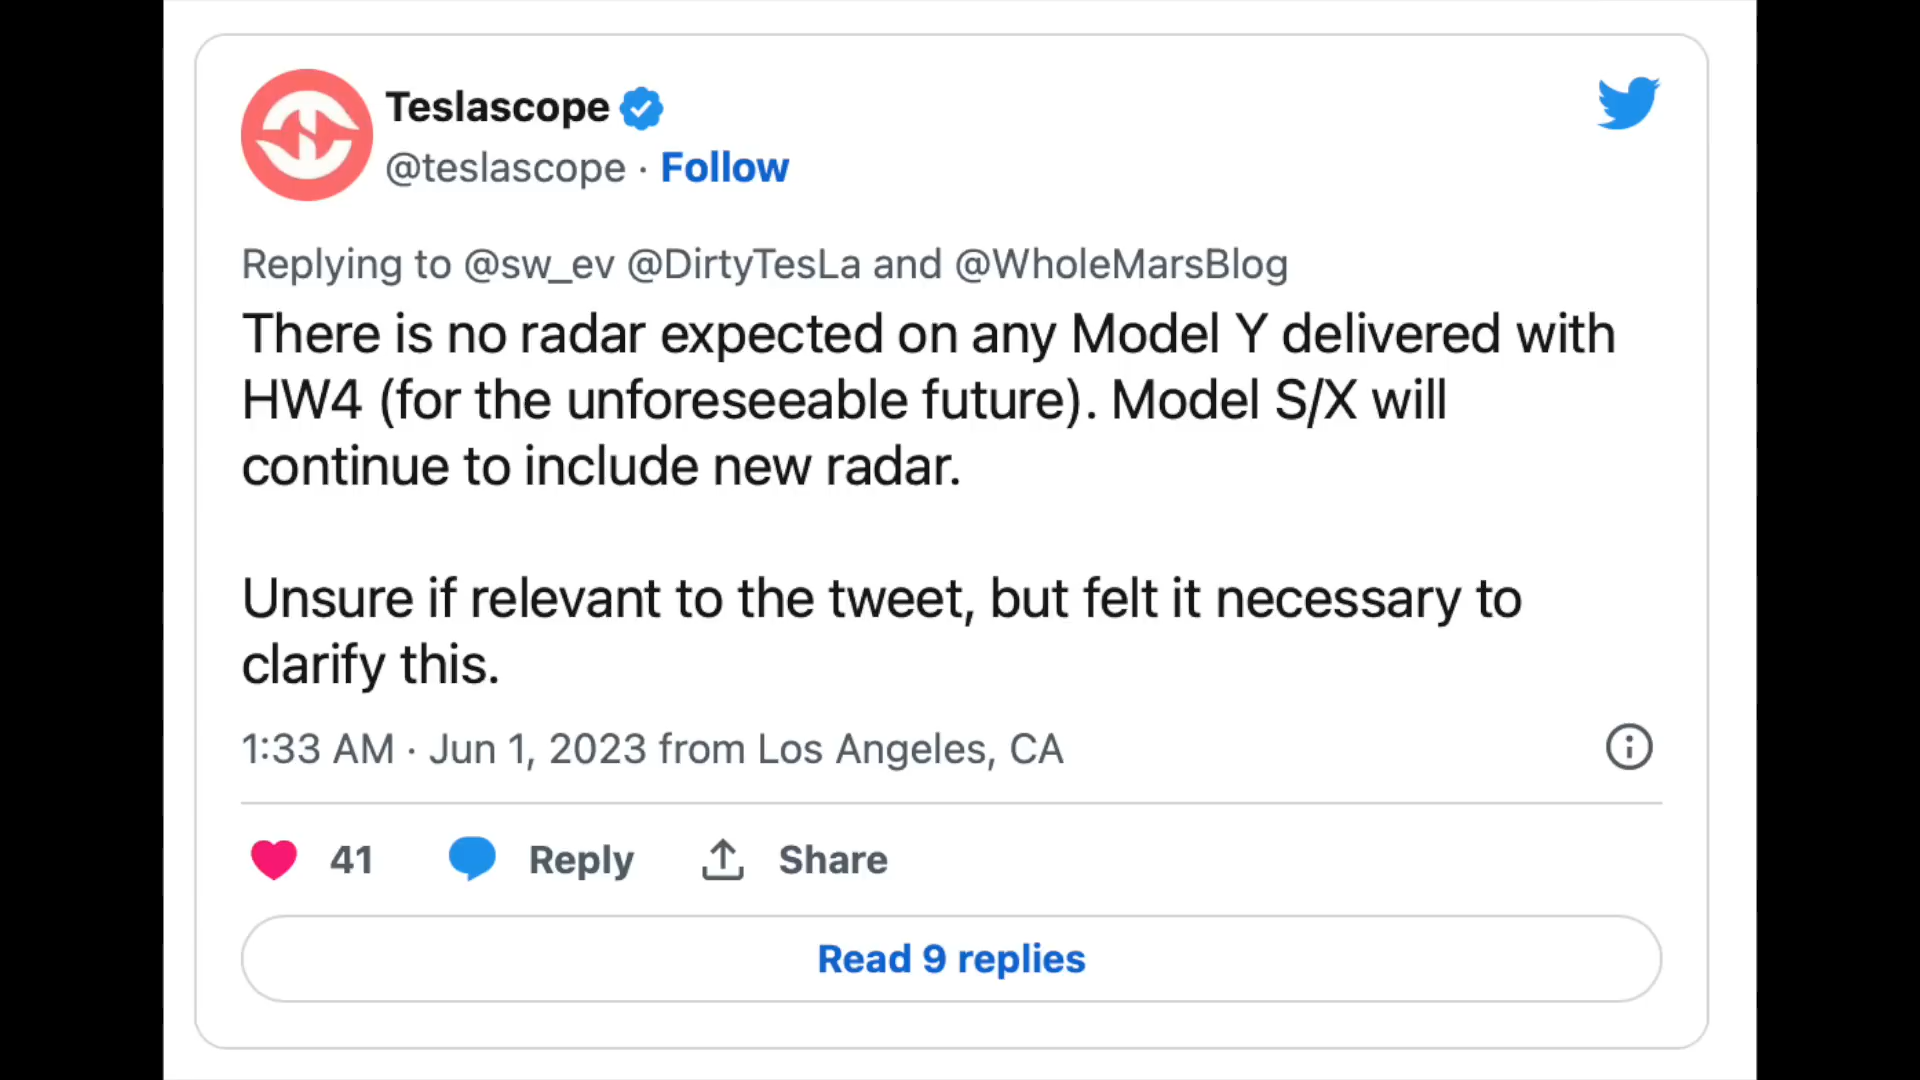 Teslascope
@teslascope · Follow
Replying to @sw_ev @DirtyTesLa and @WholeMarsBlog
There is no radar expected on any Model Y delivered with
HW4 (for the unforeseeable future). Model S/X will
continue to include new radar.
Unsure if relevant to the tweet, but felt it necessary to
clarify this.
1:33 AM · Jun 1, 2023 from Los Angeles, CA
41 Reply Share
Read 9 replies